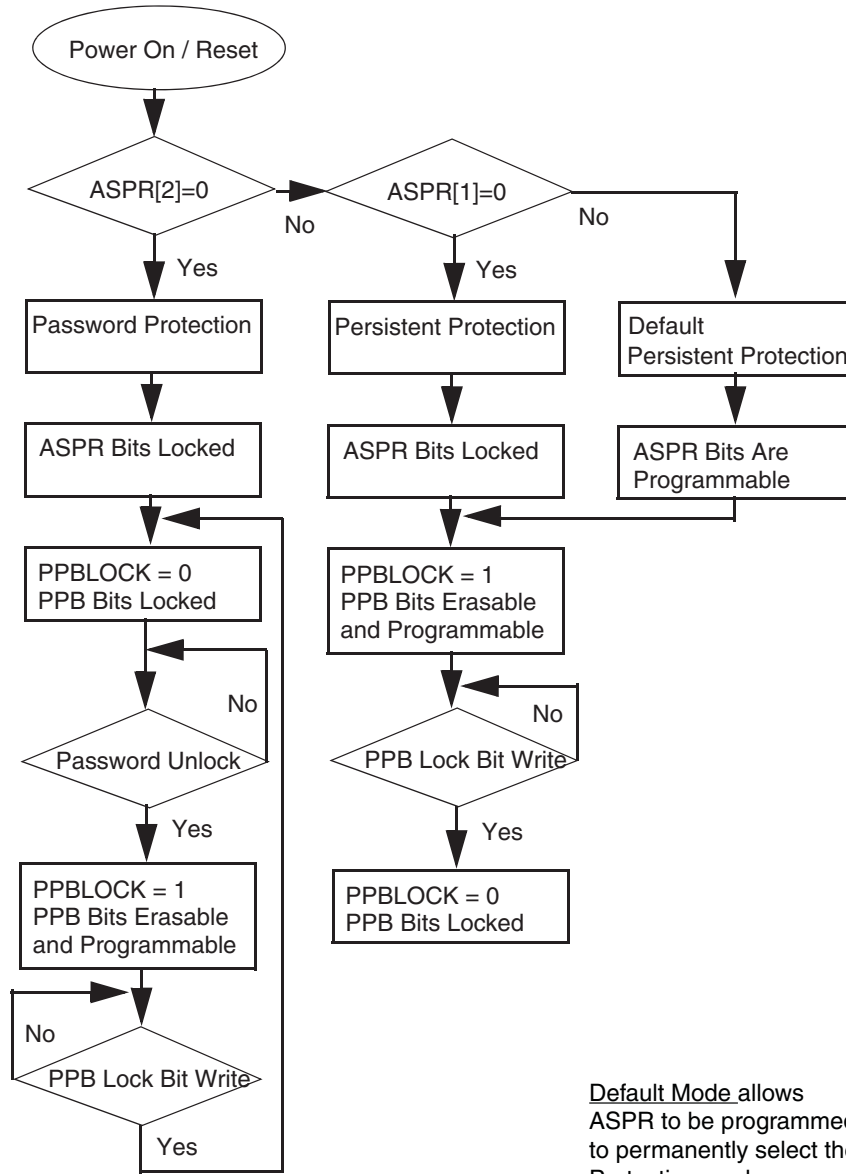 Power On / Reset
ASPR[2]=0
No
ASPR[1]=0
No
Yes
Yes
Password Protection
Persistent Protection
Default
Persistent Protection
ASPR Bits Locked
ASPR Bits Locked
ASPR Bits Are
Programmable
PPBLOCK = 0
PPB Bits Locked
PPBLOCK = 1
PPB Bits Erasable
and Programmable
No
Password Unlock
No
PPB Lock Bit Write
Yes
Yes
PPBLOCK = 1
PPB Bits Erasable
and Programmable
PPBLOCK = 0
PPB Bits Locked
No
PPB Lock Bit Write
Yes
Default Mode allows
ASPR to be programmed
to permanently select the